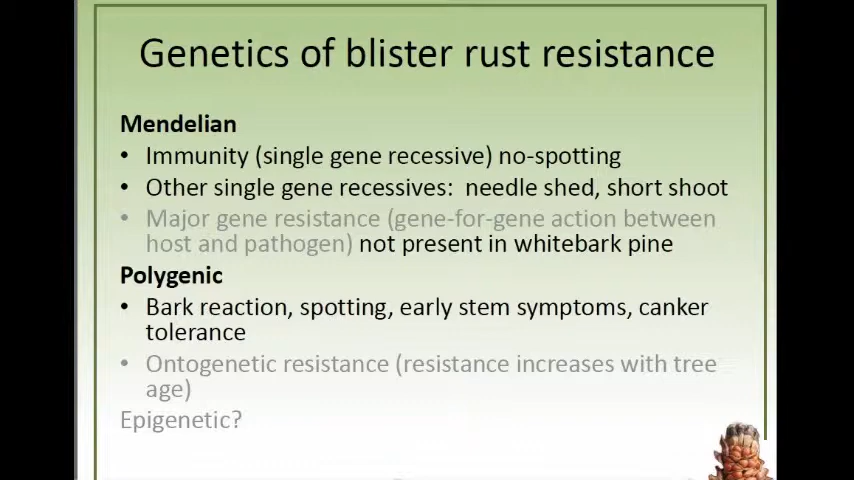 Genetics of blister rust resistance
Mendelian
• Immunity (single gene recessive) no-spotting
• Other single gene recessives:  needle shed, short shoot
• Major gene resistance (gene-for-gene action between
host and pathogen) not present in whitebark pine
Polygenic
• Bark reaction, spotting, early stem symptoms, canker
tolerance
• Ontogenetic resistance (resistance increases with tree
age)
Epigenetic?